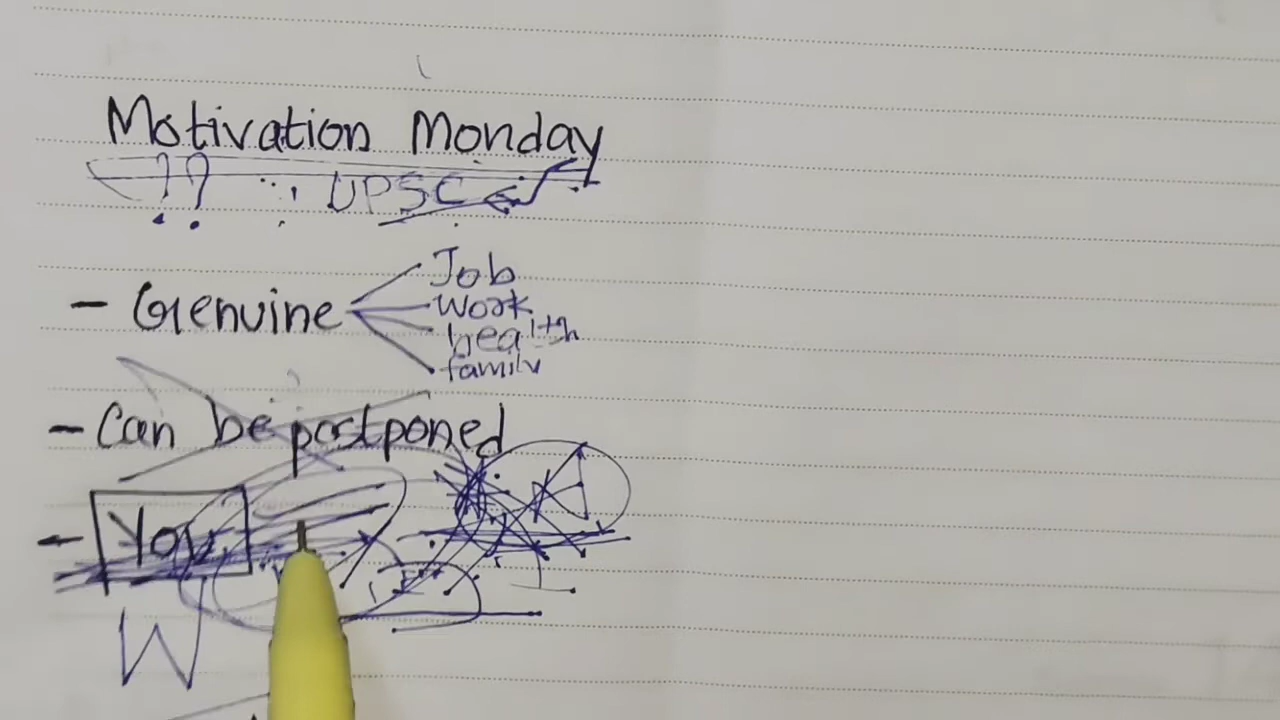 Motivation Monday
?? UPSC
- Genuine Job
Work
health
family
- Can be postponed
- You
W